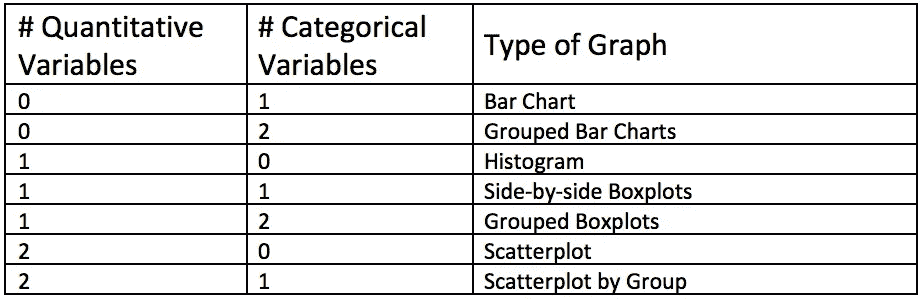 # Quantitative Variables | # Categorical Variables | Type of Graph
0 | 1 | Bar Chart
0 | 2 | Grouped Bar Charts
1 | 0 | Histogram
1 | 1 | Side-by-side Boxplots
1 | 2 | Grouped Boxplots
2 | 0 | Scatterplot
2 | 1 | Scatterplot by Group